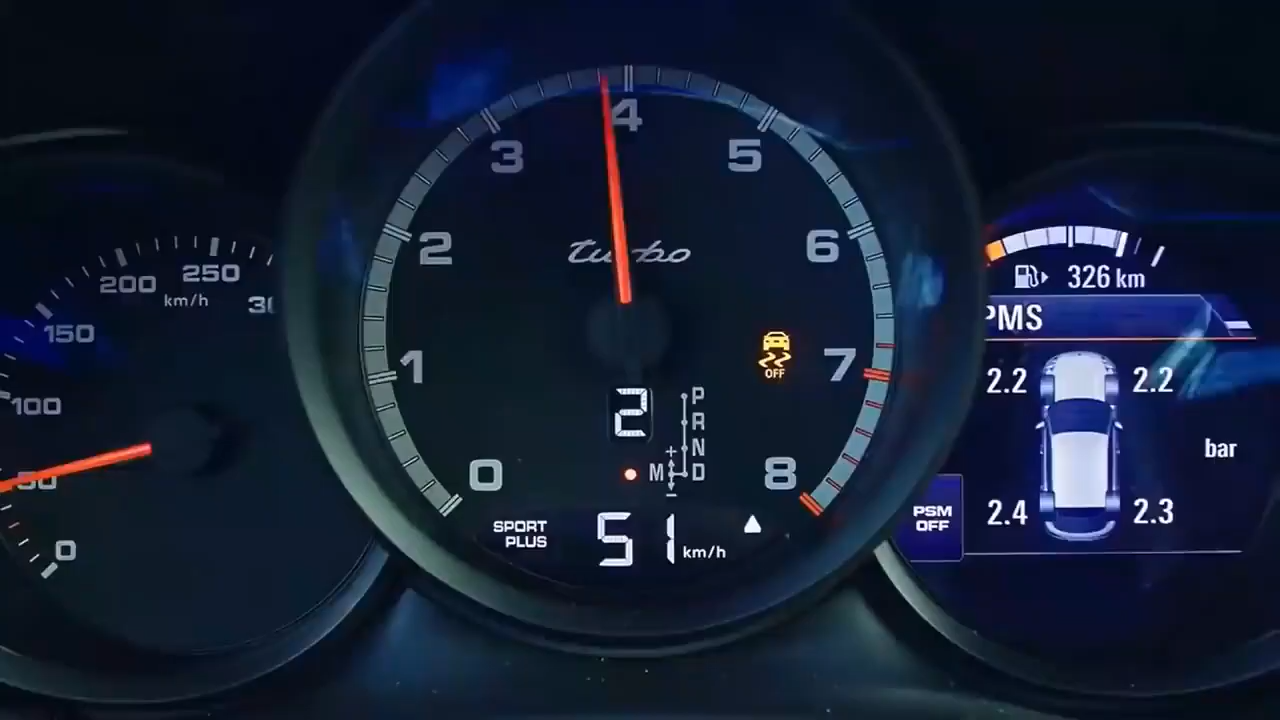 200
250
km/h
30
150
100
50
0
0
1
2
3
4
5
6
7
8
turbo
OFF
2
P
R
N
M D
+
−
SPORT
PLUS
51 km/h
326 km
PMS
2.2 2.2
bar
2.4 2.3
PSM
OFF